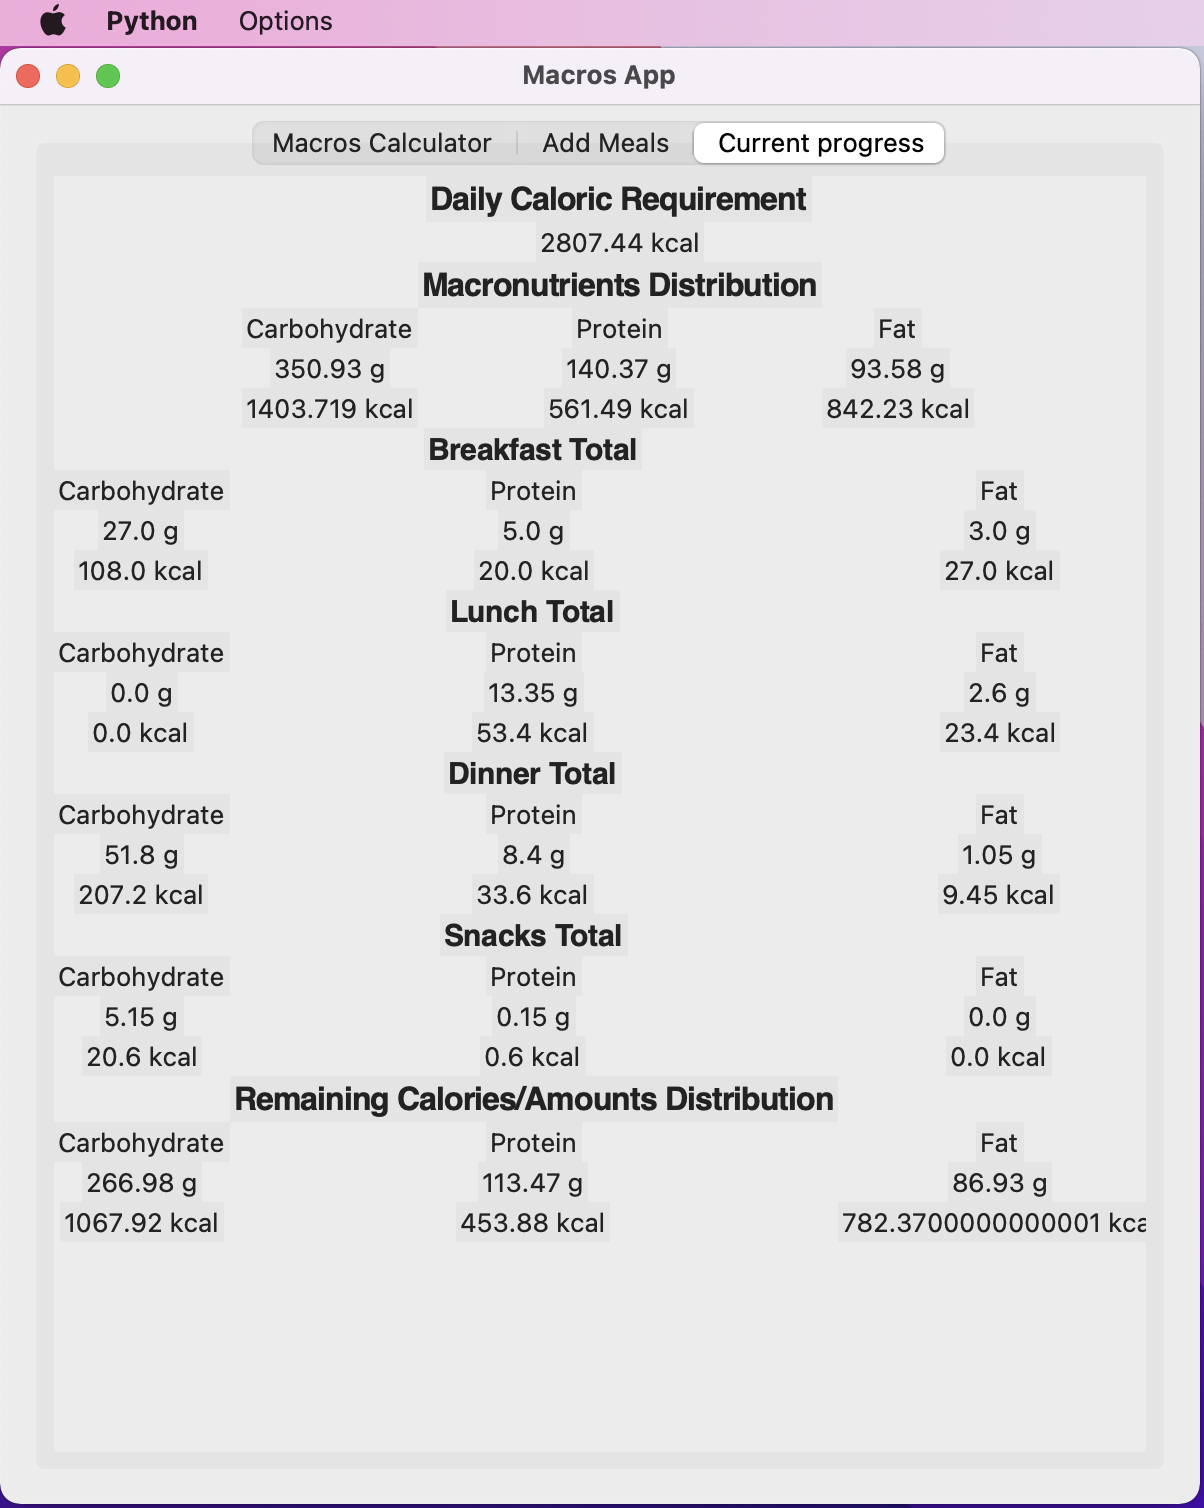 Python Options
Macros App
Macros Calculator Add Meals Current progress
Daily Caloric Requirement
2807.44 kcal
Macronutrients Distribution
Carbohydrate Protein Fat
350.93 g 140.37 g 93.58 g
1403.719 kcal 561.49 kcal 842.23 kcal
Breakfast Total
Carbohydrate Protein Fat
27.0 g 5.0 g 3.0 g
108.0 kcal 20.0 kcal 27.0 kcal
Lunch Total
Carbohydrate Protein Fat
0.0 g 13.35 g 2.6 g
0.0 kcal 53.4 kcal 23.4 kcal
Dinner Total
Carbohydrate Protein Fat
51.8 g 8.4 g 1.05 g
207.2 kcal 33.6 kcal 9.45 kcal
Snacks Total
Carbohydrate Protein Fat
5.15 g 0.15 g 0.0 g
20.6 kcal 0.6 kcal 0.0 kcal
Remaining Calories/Amounts Distribution
Carbohydrate Protein Fat
266.98 g 113.47 g 86.93 g
1067.92 kcal 453.88 kcal 782.3700000000001 kca